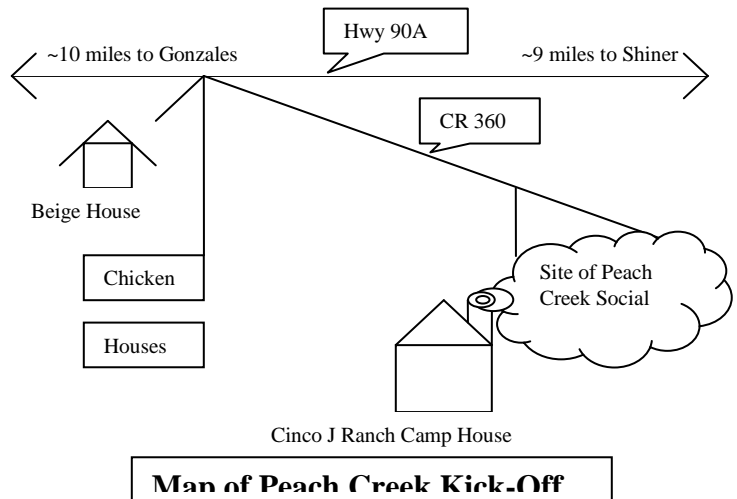 Hwy 90A
~10 miles to Gonzales
~9 miles to Shiner
CR 360
Beige House
Chicken
Houses
Site of Peach
Creek Social
Cinco J Ranch Camp House
Map of Peach Creek Kick-Off